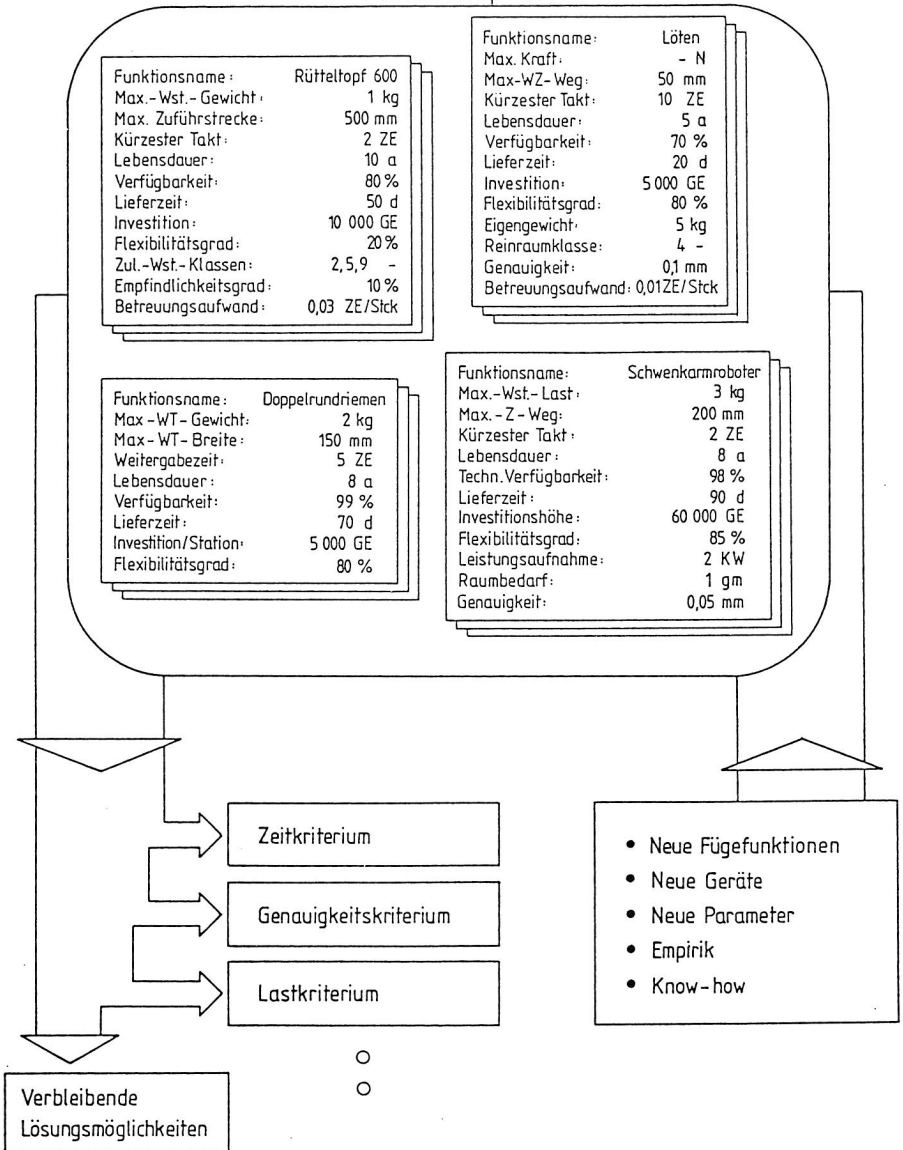 Funktionsname: Rütteltopf 600
Max.-Wst.-Gewicht: 1 kg
Max. Zuführstrecke: 500 mm
Kürzester Takt: 2 ZE
Lebensdauer: 10 a
Verfügbarkeit: 80 %
Lieferzeit: 50 d
Investition: 10 000 GE
Flexibilitätsgrad: 20 %
Zul.-Wst.-Klassen: 2,5,9 -
Empfindlichkeitsgrad: 10 %
Betreuungsaufwand: 0,03 ZE/Stck
Funktionsname: Löten
Max. Kraft: - N
Max-WZ-Weg: 50 mm
Kürzester Takt: 10 ZE
Lebensdauer: 5 a
Verfügbarkeit: 70 %
Lieferzeit: 20 d
Investition: 5 000 GE
Flexibilitätsgrad: 80 %
Eigengewicht: 5 kg
Reinraumklasse: 4 -
Genauigkeit: 0,1 mm
Betreuungsaufwand: 0,01 ZE/Stck
Funktionsname: Doppelrundriemen
Max-WT-Gewicht: 2 kg
Max-WT-Breite: 150 mm
Weitergabezeit: 5 ZE
Lebensdauer: 8 a
Verfügbarkeit: 99 %
Lieferzeit: 70 d
Investition/Station: 5 000 GE
Flexibilitätsgrad: 80 %
Funktionsname: Schwenkarmroboter
Max.-Wst.-Last: 3 kg
Max.-Z-Weg: 200 mm
Kürzester Takt: 2 ZE
Lebensdauer: 8 a
Techn.Verfügbarkeit: 98 %
Lieferzeit: 90 d
Investitionshöhe: 60 000 GE
Flexibilitätsgrad: 85 %
Leistungsaufnahme: 2 KW
Raumbedarf: 1 gm
Genauigkeit: 0,05 mm
Zeitkriterium
Genauigkeitskriterium
Lastkriterium
• Neue Fügefunktionen
• Neue Geräte
• Neue Parameter
• Empirik
• Know-how
Verbleibende
Lösungsmöglichkeiten